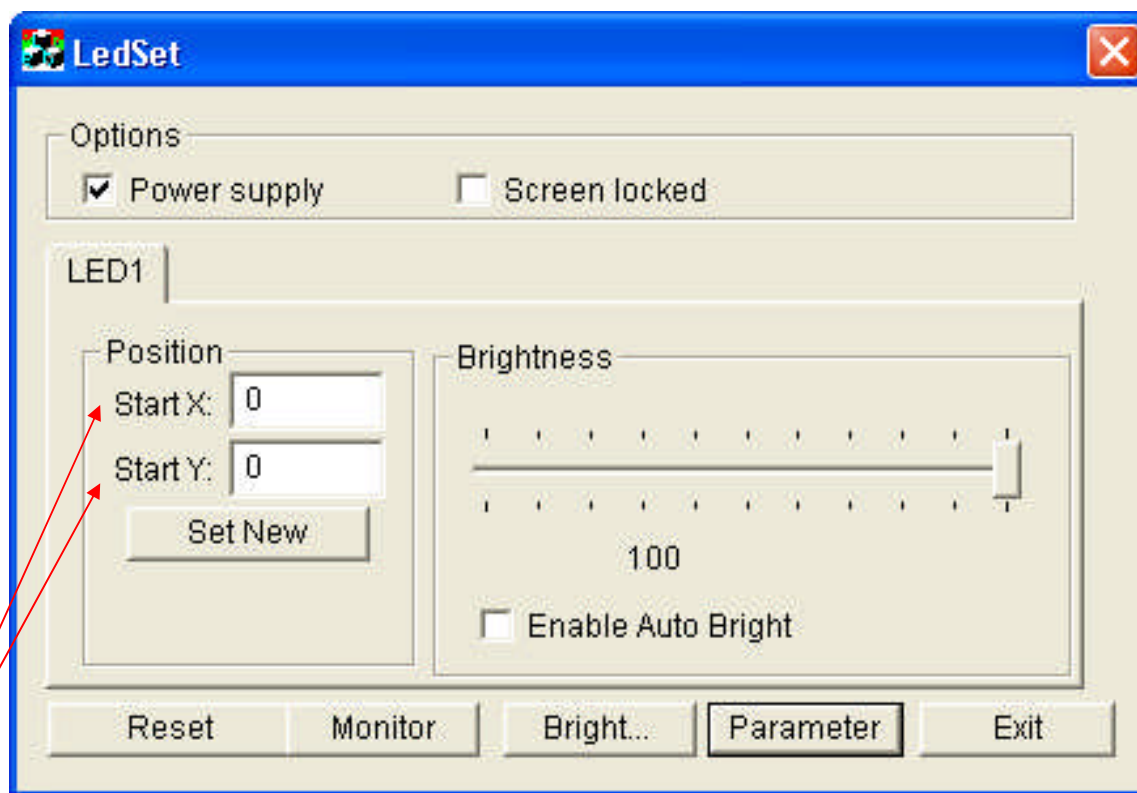 LedSet
Options
Power supply Screen locked
LED1
Position
Start X: 0
Start Y: 0
Set New
Brightness
100
Enable Auto Bright
Reset Monitor Bright... Parameter Exit